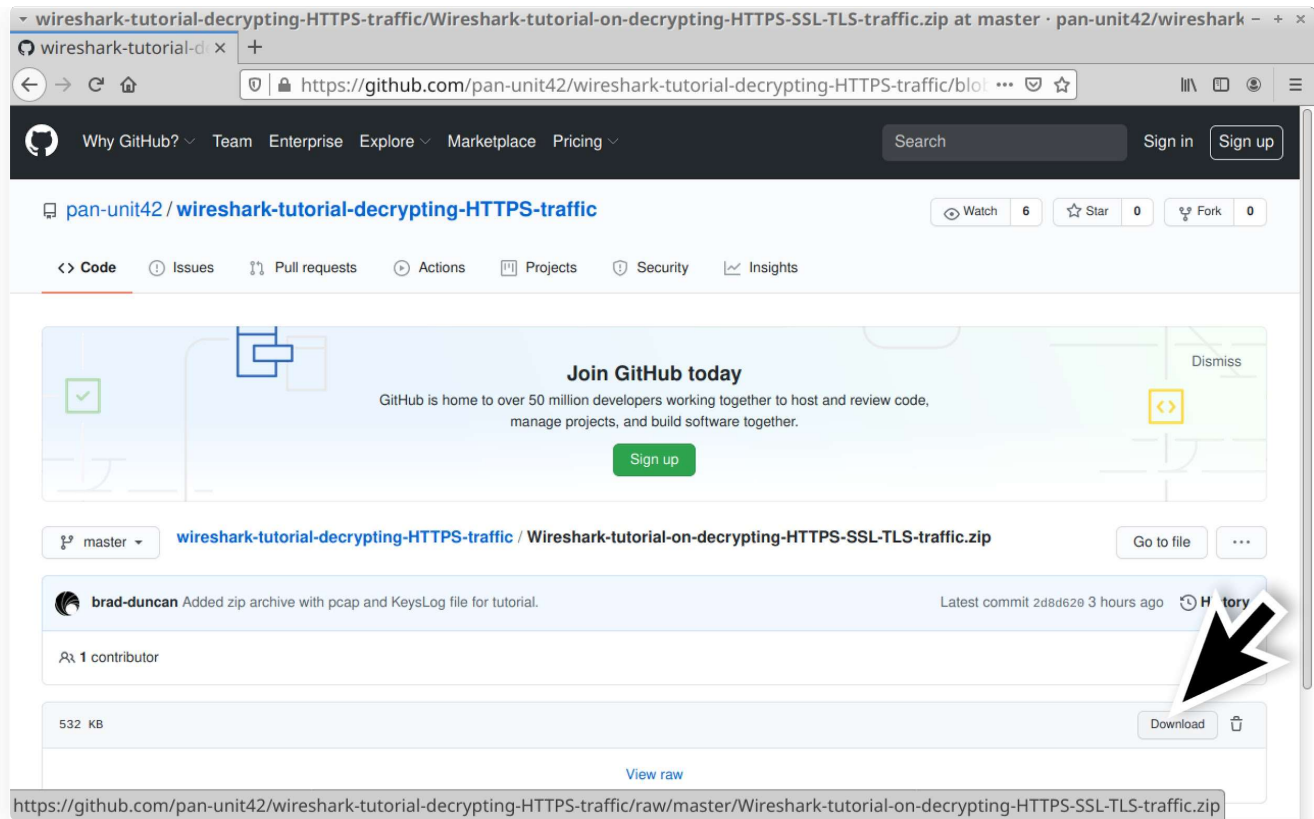 wireshark-tutorial-decrypting-HTTPS-traffic/Wireshark-tutorial-on-decrypting-HTTPS-SSL-TLS-traffic.zip at master · pan-unit42/wireshark
wireshark-tutorial-d
https://github.com/pan-unit42/wireshark-tutorial-decrypting-HTTPS-traffic/blob
Why GitHub? Team Enterprise Explore Marketplace Pricing Search Sign in Sign up
pan-unit42 / wireshark-tutorial-decrypting-HTTPS-traffic Watch 6 Star 0 Fork 0
Code Issues Pull requests Actions Projects Security Insights
Join GitHub today
Dismiss
GitHub is home to over 50 million developers working together to host and review code,
manage projects, and build software together.
Sign up
master wireshark-tutorial-decrypting-HTTPS-traffic / Wireshark-tutorial-on-decrypting-HTTPS-SSL-TLS-traffic.zip Go to file ...
brad-duncan Added zip archive with pcap and KeysLog file for tutorial. Latest commit 2d8d620 3 hours ago
1 contributor
532 KB Download
View raw
https://github.com/pan-unit42/wireshark-tutorial-decrypting-HTTPS-traffic/raw/master/Wireshark-tutorial-on-decrypting-HTTPS-SSL-TLS-traffic.zip